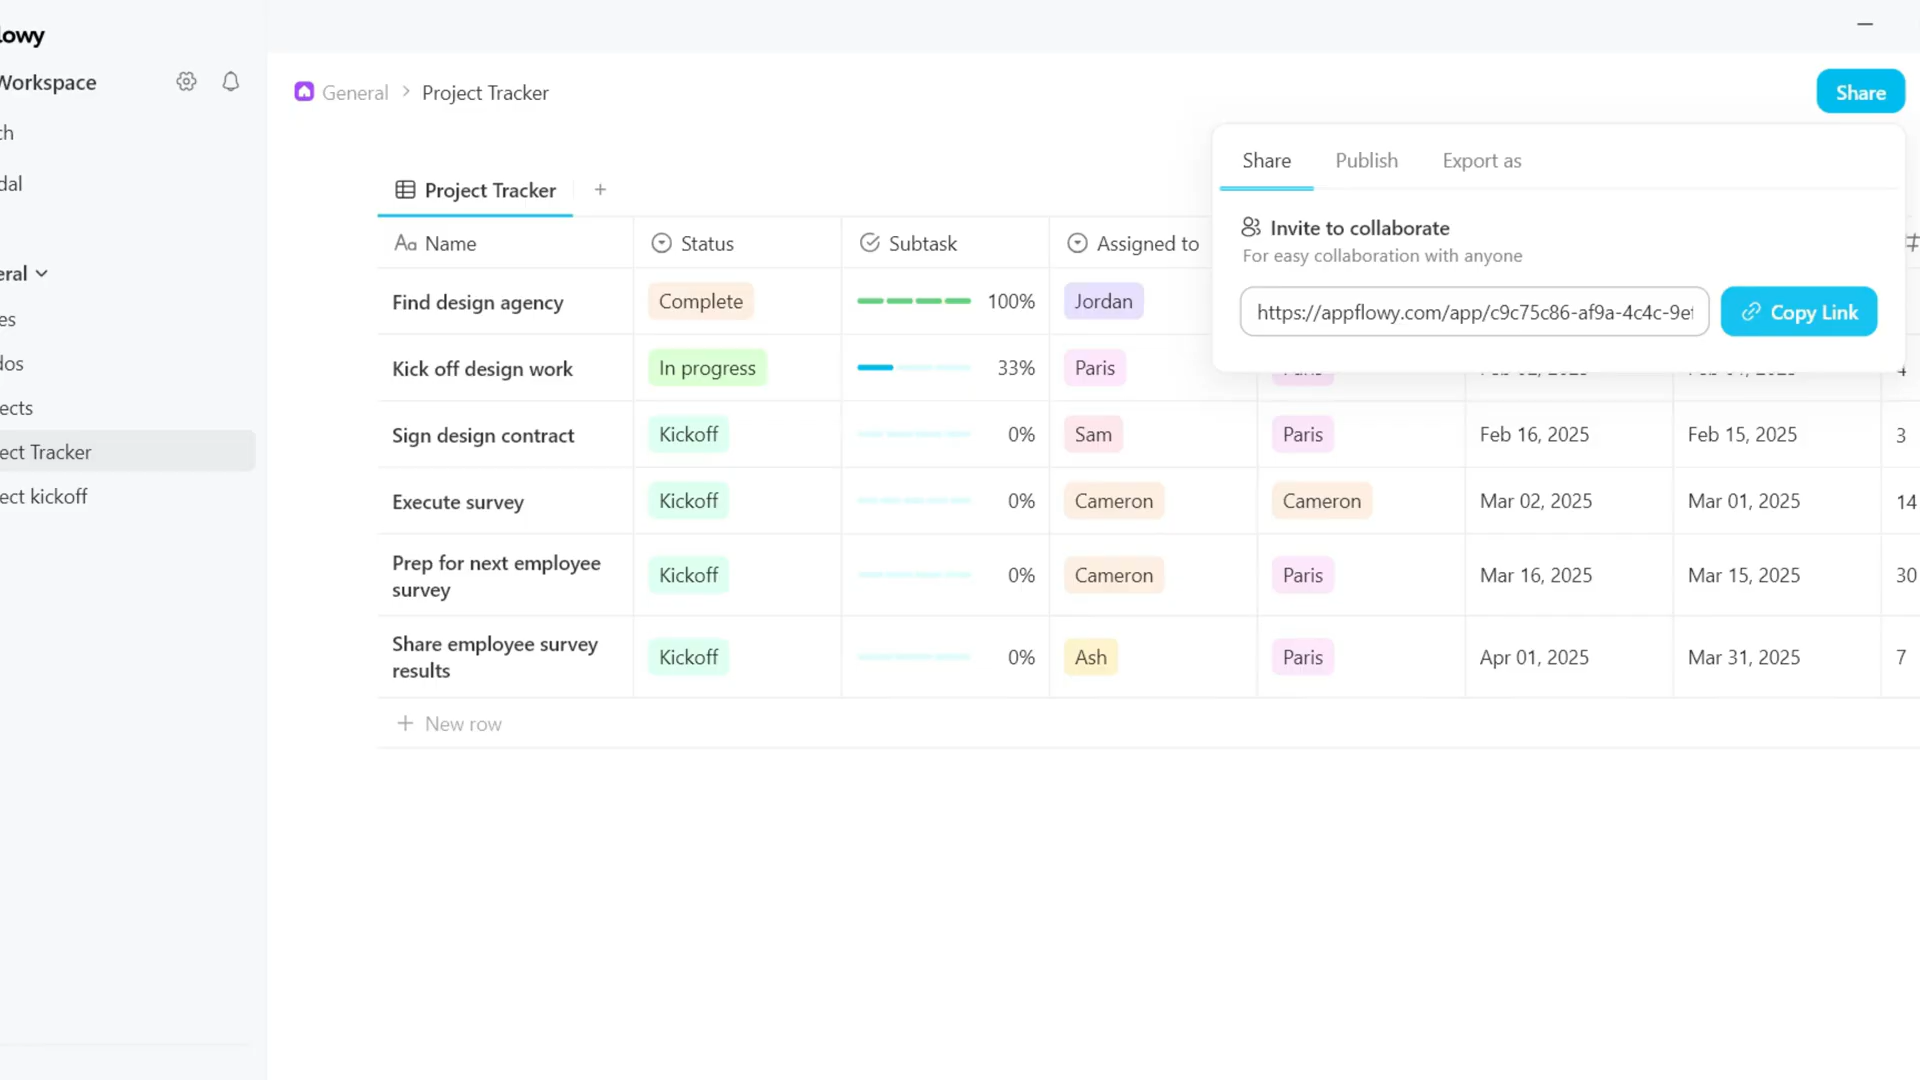 lowy
Workspace
General > Project Tracker
Share
ch
dal
eral
es
dos
ects
ect Tracker
ect kickoff
Project Tracker +
Share Publish Export as
Invite to collaborate
For easy collaboration with anyone
https://appflowy.com/app/c9c75c86-af9a-4c4c-9e
Copy Link
Aa Name Status Subtask Assigned to #
Find design agency Complete 100% Jordan
Kick off design work In progress 33% Paris
Sign design contract Kickoff 0% Sam Paris Feb 16, 2025 Feb 15, 2025 3
Execute survey Kickoff 0% Cameron Cameron Mar 02, 2025 Mar 01, 2025 14
Prep for next employee survey Kickoff 0% Cameron Paris Mar 16, 2025 Mar 15, 2025 30
Share employee survey results Kickoff 0% Ash Paris Apr 01, 2025 Mar 31, 2025 7
+ New row